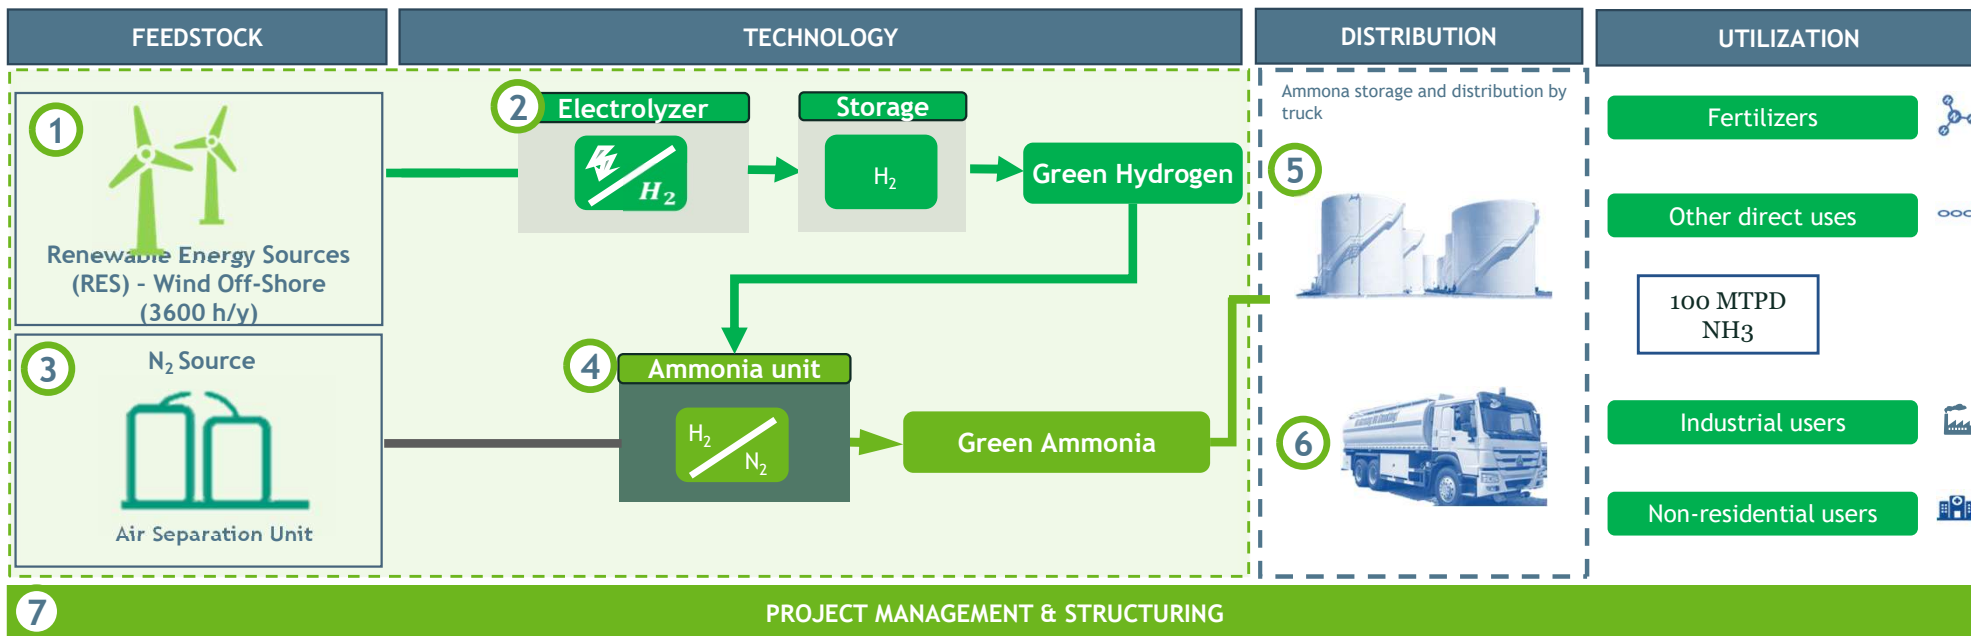 FEEDSTOCK
TECHNOLOGY
DISTRIBUTION
UTILIZATION
1
Renewable Energy Sources
(RES) – Wind Off-Shore
(3600 h/y)
2
Electrolyzer
H2
Storage
H2
Green Hydrogen
3
N2 Source
Air Separation Unit
4
Ammonia unit
H2
N2
Green Ammonia
Ammona storage and distribution by
truck
5
6
Fertilizers
Other direct uses
100 MTPD
NH3
Industrial users
Non-residential users
7
PROJECT MANAGEMENT & STRUCTURING